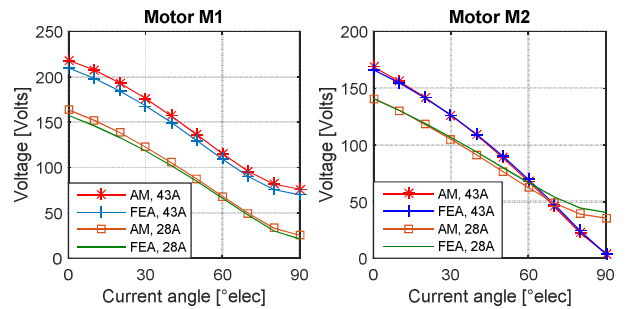 Motor M1
250
200
150
100
50
0
Voltage [Volts]
AM, 43A
FEA, 43A
AM, 28A
FEA, 28A
0 30 60 90
Current angle [°elec]
Motor M2
200
150
100
50
0
Voltage [Volts]
AM, 43A
FEA, 43A
AM, 28A
FEA, 28A
0 30 60 90
Current angle [°elec]